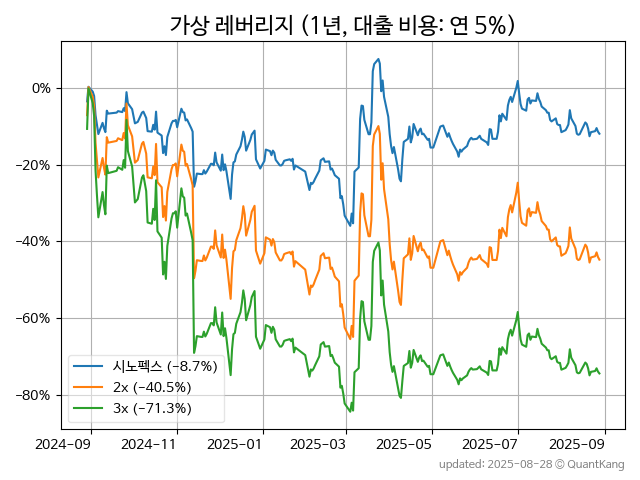 가상 레버리지 (1년, 대출 비용: 연 5%)
0%
−20%
−40%
−60%
−80%
시노펙스 (−8.7%)
2x (−40.5%)
3x (−71.3%)
2024-09 2024-11 2025-01 2025-03 2025-05 2025-07 2025-09
updated: 2025-08-28 © QuantKang